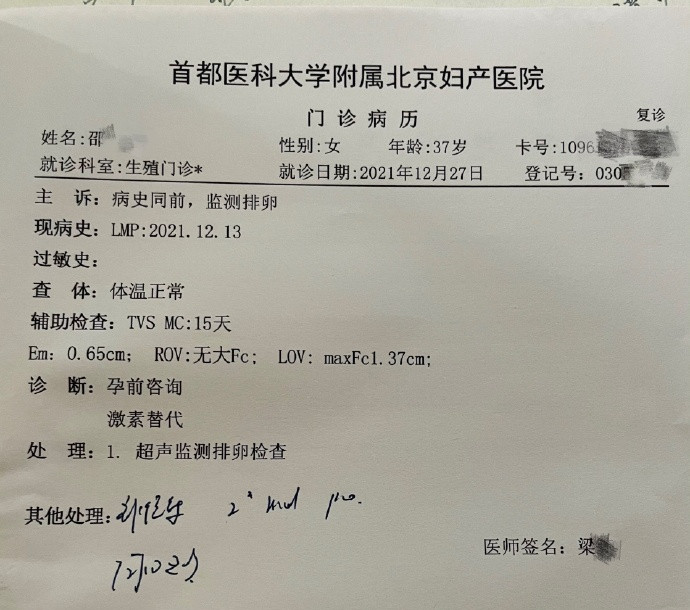 首都医科大学附属北京妇产医院
门诊病历
复诊
姓名:邵 性别:女 年龄:37岁 卡号:1096
就诊科室:生殖门诊* 就诊日期:2021年12月27日 登记号:030
主 诉:病史同前,监测排卵
现病史:LMP:2021.12.13
过敏史:
查 体:体温正常
辅助检查:TVS MC:15天
Em:0.65cm; ROV:无大Fc; LOV: maxFc1.37cm;
诊 断:孕前咨询
激素替代
处 理:1. 超声监测排卵检查
其他处理:
医师签名:梁